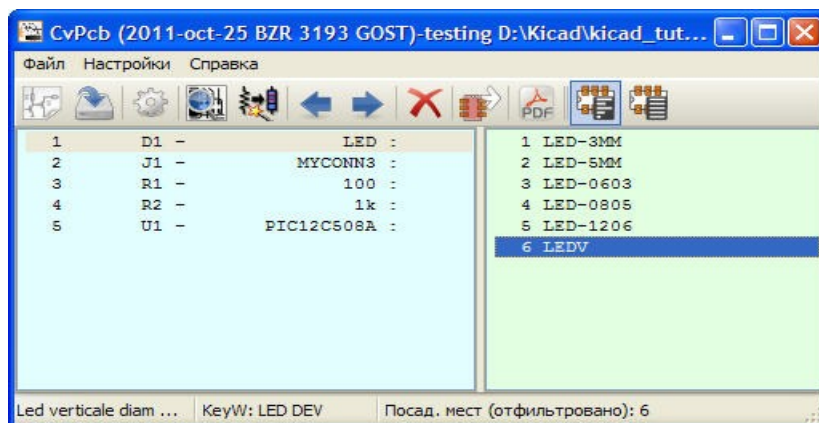 CvPcb (2011-oct-25 BZR 3193 GOST)-testing D:\Kicad\kicad_tut...
Файл Настройки Справка
PDF
1 D1 - LED :
2 J1 - MYCONN3 :
3 R1 - 100 :
4 R2 - 1k :
5 U1 - PIC12C508A :
1 LED-3MM
2 LED-5MM
3 LED-0603
4 LED-0805
5 LED-1206
6 LEDV
Led verticale diam ... KeyW: LED DEV Посад. мест (отфильтровано): 6